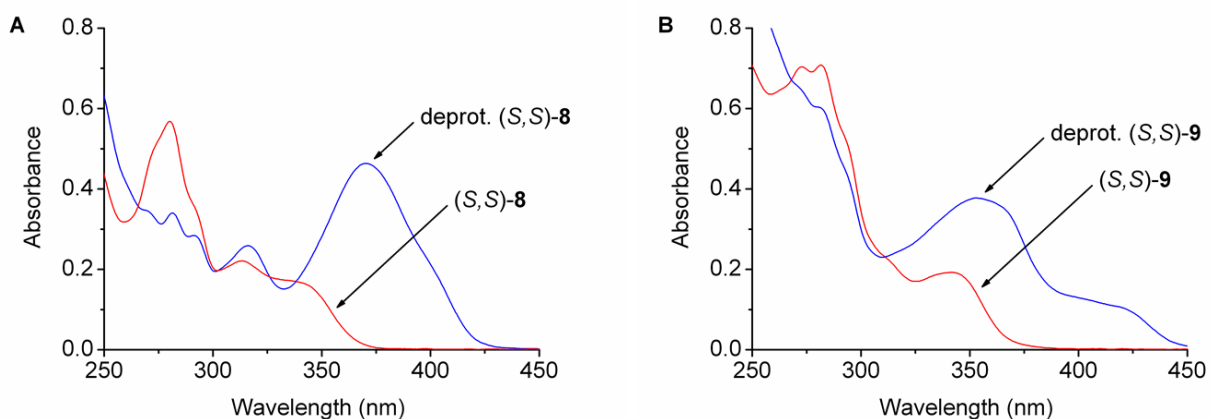 A
0.8
0.6
0.4
0.2
0.0
Absorbance
250 300 350 400 450
Wavelength (nm)
deprot. (S,S)-8
(S,S)-8
B
0.8
0.6
0.4
0.2
0.0
Absorbance
250 300 350 400 450
Wavelength (nm)
deprot. (S,S)-9
(S,S)-9